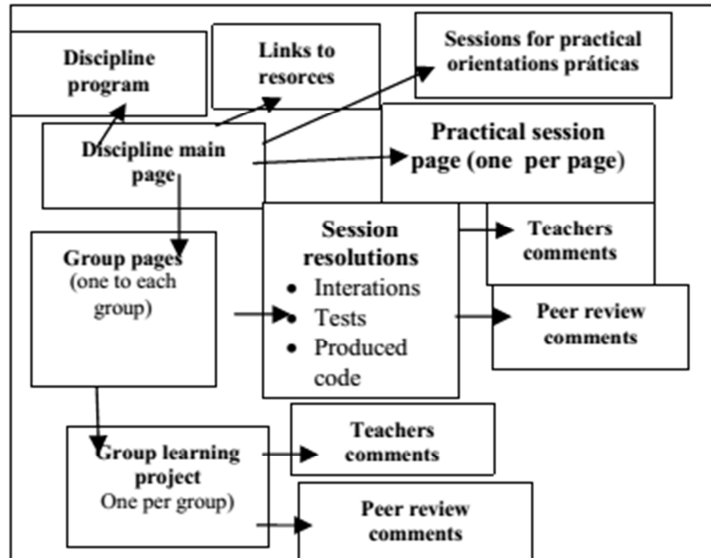 Discipline
program
Links to
resorces
Sessions for practical
orientations práticas
Discipline main
page
Practical session
page (one per page)
Group pages
(one to each
group)
Session
resolutions
• Interations
• Tests
• Produced
code
Teachers
comments
Peer review
comments
Group learning
project
One per group)
Teachers
comments
Peer review
comments